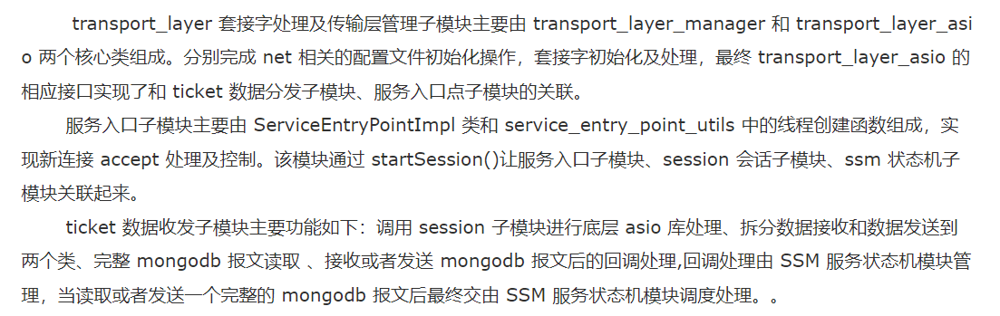 transport_layer 套接字处理及传输层管理子模块主要由 transport_layer_manager 和 transport_layer_asi
o 两个核心类组成。分别完成 net 相关的配置文件初始化操作，套接字初始化及处理，最终 transport_layer_asio 的
相应接口实现了和 ticket 数据分发子模块、服务入口点子模块的关联。
服务入口子模块主要由 ServiceEntryPointImpl 类和 service_entry_point_utils 中的线程创建函数组成，实
现新连接 accept 处理及控制。该模块通过 startSession()让服务入口子模块、session 会话子模块、ssm 状态机子
模块关联起来。
ticket 数据收发子模块主要功能如下：调用 session 子模块进行底层 asio 库处理、拆分数据接收和数据发送到
两个类、完整 mongodb 报文读取 、接收或者发送 mongodb 报文后的回调处理,回调处理由 SSM 服务状态机模块管
理，当读取或者发送一个完整的 mongodb 报文后最终交由 SSM 服务状态机模块调度处理。。